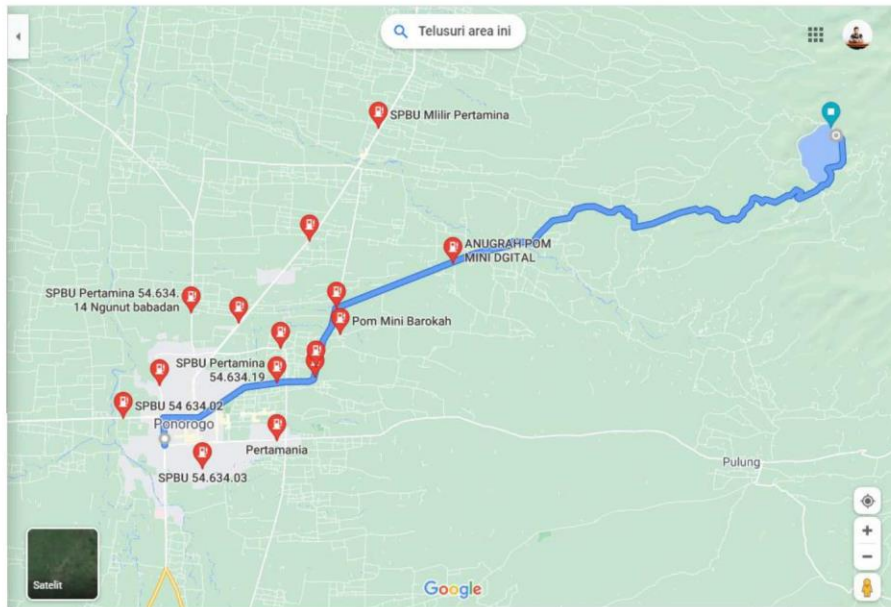 Telusuri area ini
SPBU Mlilir Pertamina
ANUGRAH POM
MINI DGITAL
SPBU Pertamina 54.634.
14 Ngunut babadan
Pom Mini Barokah
SPBU Pertamina
54.634.19
SPBU 54 634.02
Ponorogo
Pertamania
SPBU 54.634.03
Pulung
Satelit
Google